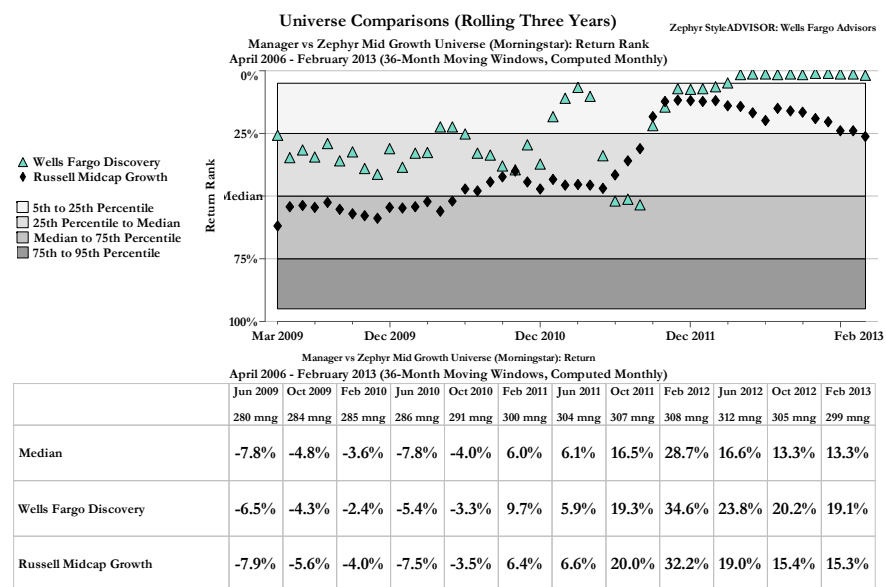 Universe Comparisons (Rolling Three Years)
Zephyr StyleADVISOR: Wells Fargo Advisors
Manager vs Zephyr Mid Growth Universe (Morningstar): Return Rank
April 2006 - February 2013 (36-Month Moving Windows, Computed Monthly)
0%
25%
Median
75%
100%
Return Rank
Wells Fargo Discovery
Russell Midcap Growth
5th to 25th Percentile
25th Percentile to Median
Median to 75th Percentile
75th to 95th Percentile
Mar 2009 Dec 2009 Dec 2010 Dec 2011 Feb 2013
Manager vs Zephyr Mid Growth Universe (Morningstar): Return
April 2006 - February 2013 (36-Month Moving Windows, Computed Monthly)
Jun 2009 Oct 2009 Feb 2010 Jun 2010 Oct 2010 Feb 2011 Jun 2011 Oct 2011 Feb 2012 Jun 2012 Oct 2012 Feb 2013
280 mng 284 mng 285 mng 286 mng 291 mng 300 mng 304 mng 307 mng 308 mng 312 mng 305 mng 299 mng
Median -7.8% -4.8% -3.6% -7.8% -4.0% 6.0% 6.1% 16.5% 28.7% 16.6% 13.3% 13.3%
Wells Fargo Discovery -6.5% -4.3% -2.4% -5.4% -3.3% 9.7% 5.9% 19.3% 34.6% 23.8% 20.2% 19.1%
Russell Midcap Growth -7.9% -5.6% -4.0% -7.5% -3.5% 6.4% 6.6% 20.0% 32.2% 19.0% 15.4% 15.3%